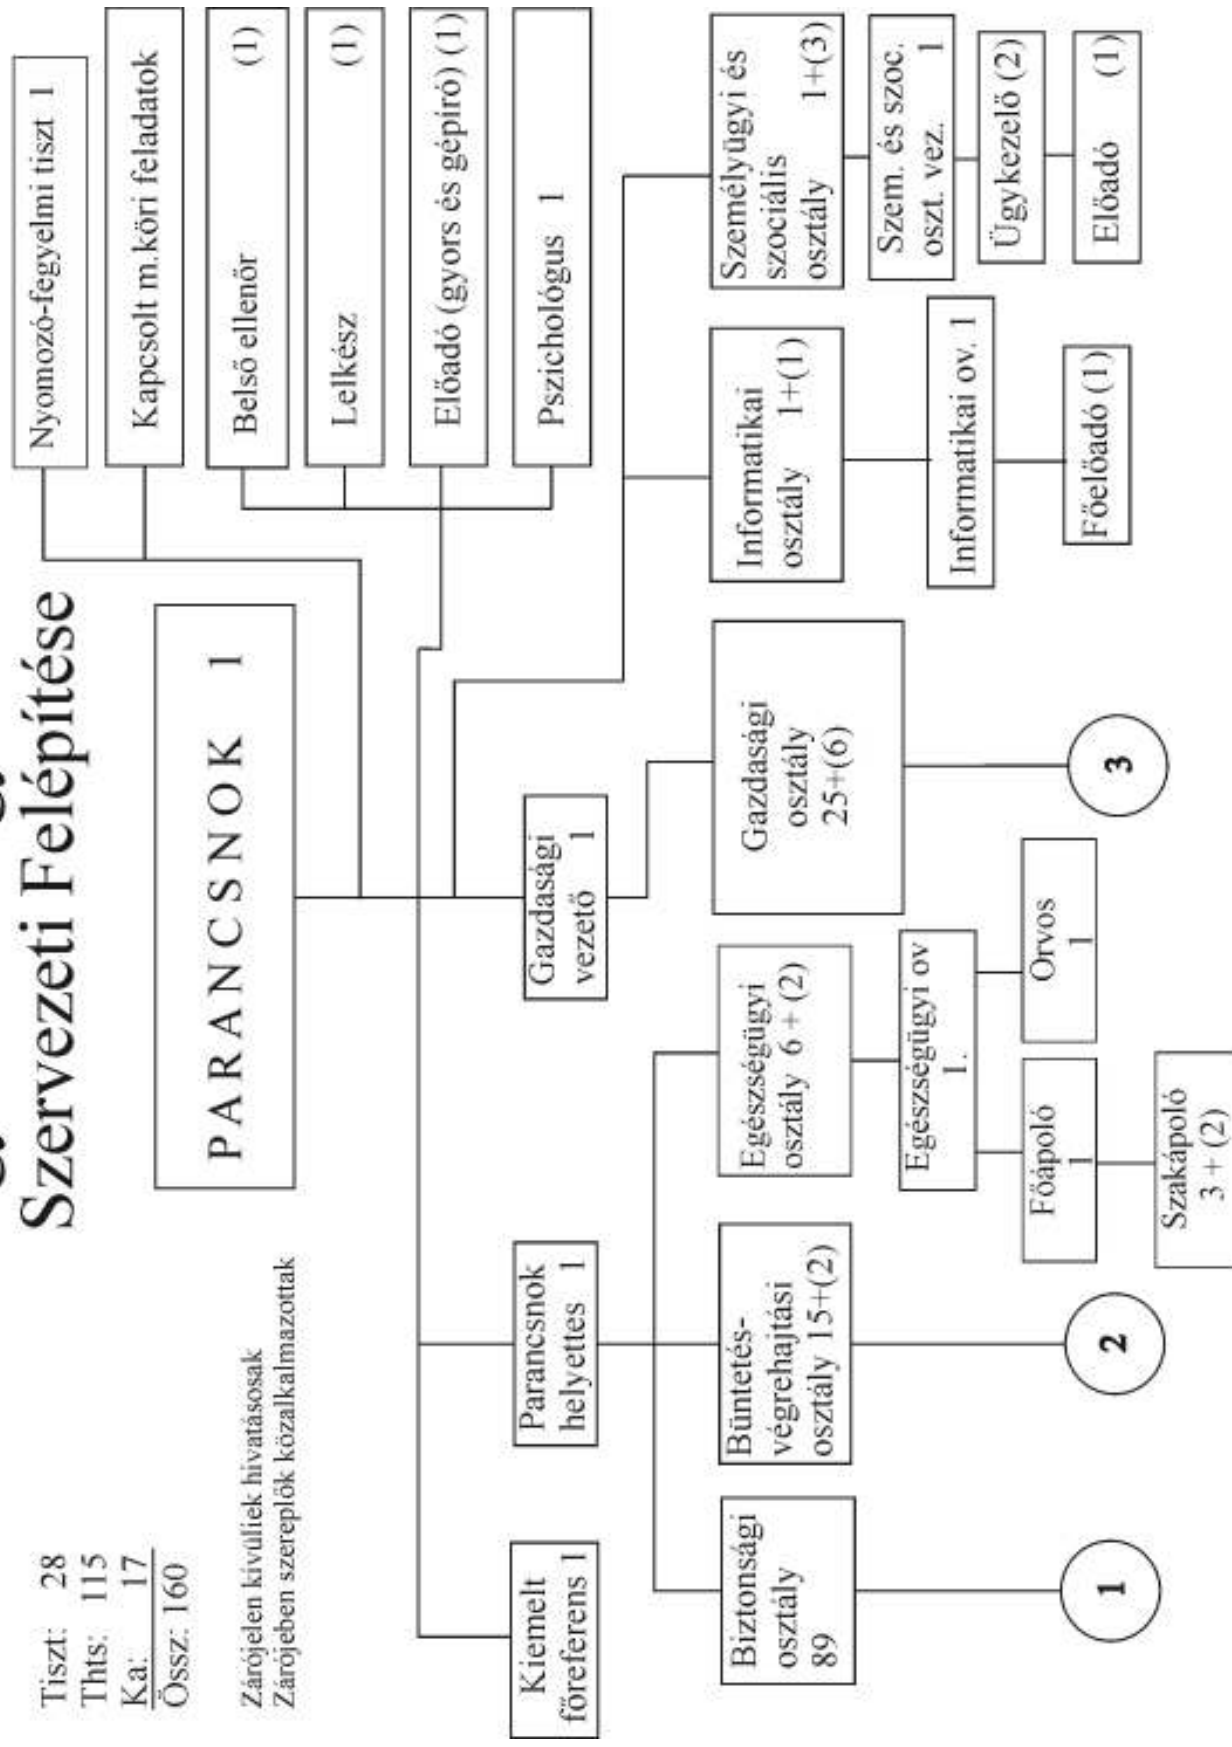 Szervezeti Felépítése
Tiszt: 28
Thts: 115
Ka: 17
Össz: 160
Zárójelen kívüliek hivatásosak
Zárójeben szereplők közalkalmazottak
PARANCSNOK 1
Nyomozó-fegyelmi tiszt 1
Kapcsolt m.köri feladatok
Belső ellenőr (1)
Lelkész (1)
Előadó (gyors és gépíró) (1)
Pszichológus 1
Kiemelt
főreferens 1
Parancsnok
helyettes 1
Gazdasági
vezető 1
Biztonsági
osztály
89
Büntetés-
végrehajtási
osztály 15+(2)
Egészségügyi
osztály 6 + (2)
Gazdasági
osztály
25+(6)
Informatikai
osztály 1+(1)
Személyügyi és
szociális
osztály 1+(3)
Egészségügyi ov
1.
Informatikai ov. 1
Szem. és szoc.
oszt. vez. 1
Főápoló
1
Orvos
1
Főelőadó (1)
Ügykezelő (2)
Előadó (1)
Szakápoló
3 + (2)
1
2
3